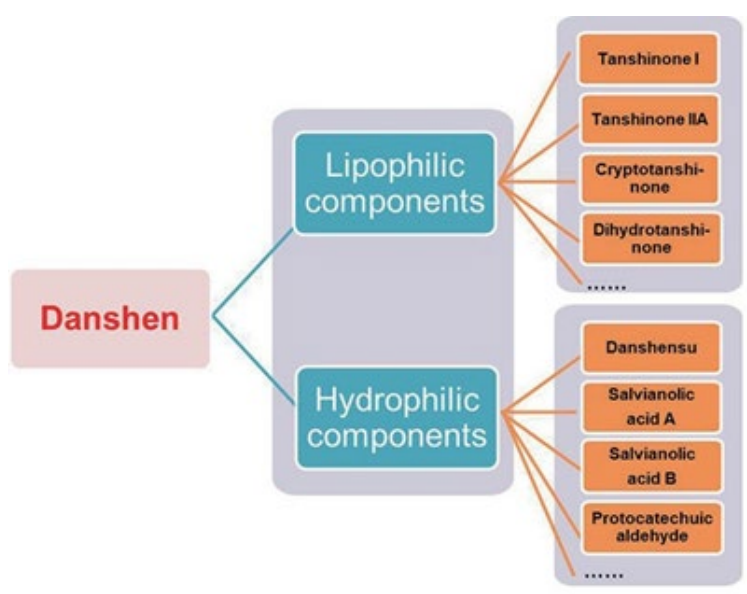 Danshen
Lipophilic
components
Hydrophilic
components
Tanshinone I
Tanshinone IIA
Cryptotanshi-
none
Dihydrotanshi-
none
......
Danshensu
Salvianolic
acid A
Salvianolic
acid B
Protocatechuic
aldehyde
......